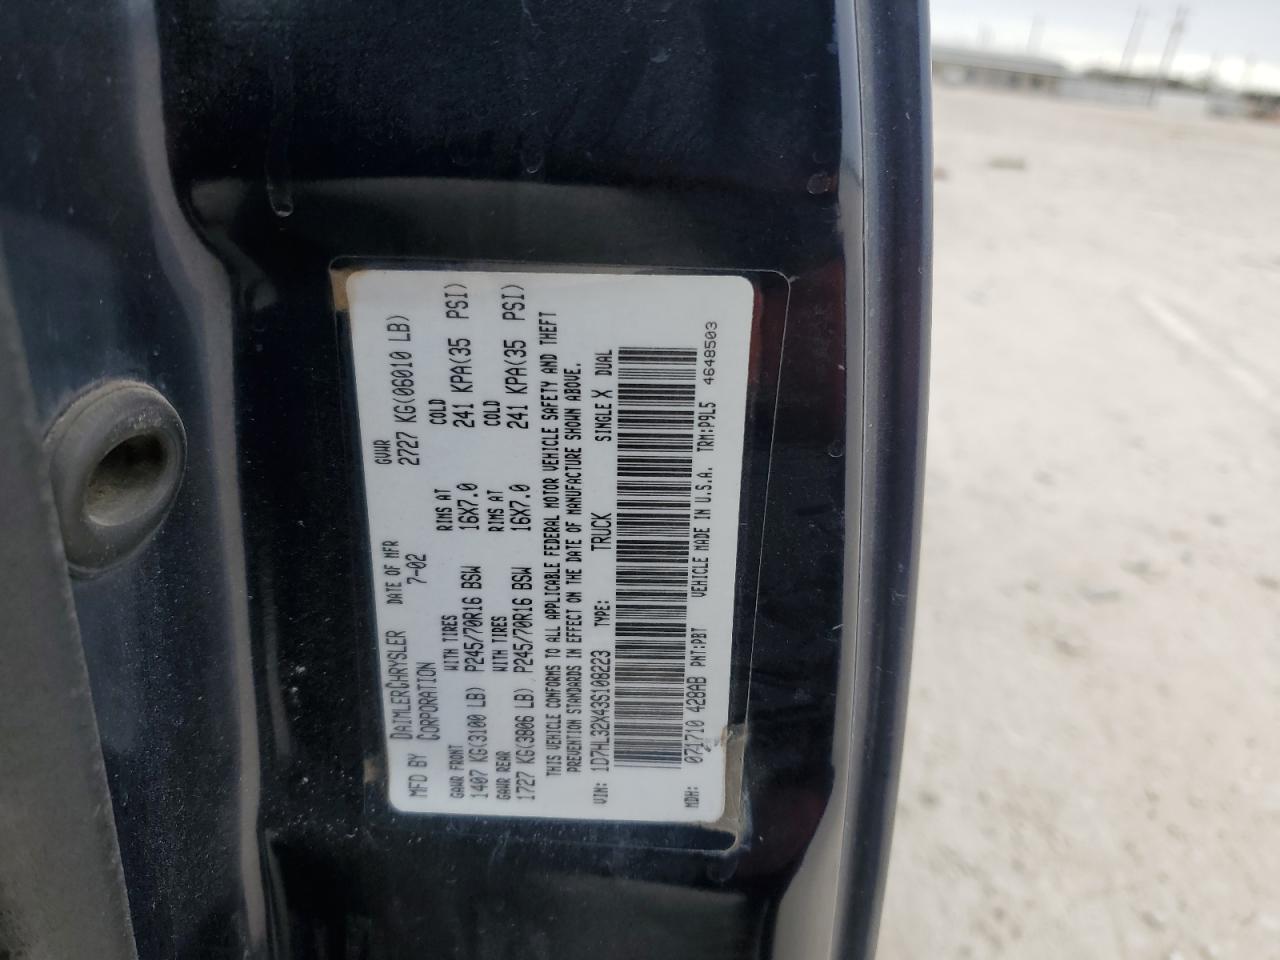 MFD BY DAIMLERCHRYSLER CORPORATION DATE OF MFR 7-02 GVWR 2727 KG(06010 LB)
GAWR FRONT WITH TIRES RIMS AT COLD
1407 KG(3100 LB) P245/70R16 BSW 16X7.0 241 KPA(35 PSI)
GAWR REAR WITH TIRES RIMS AT COLD
1727 KG(3806 LB) P245/70R16 BSW 16X7.0 241 KPA(35 PSI)
THIS VEHICLE CONFORMS TO ALL APPLICABLE FEDERAL MOTOR VEHICLE SAFETY AND THEFT
PREVENTION STANDARDS IN EFFECT ON THE DATE OF MANUFACTURE SHOWN ABOVE.
VIN: 1D7HL32X43S108223 TYPE: TRUCK SINGLE X DUAL
MDH: 071710 428AB PNT:PBT VEHICLE MADE IN U.S.A. TRM:P9L5 4648503